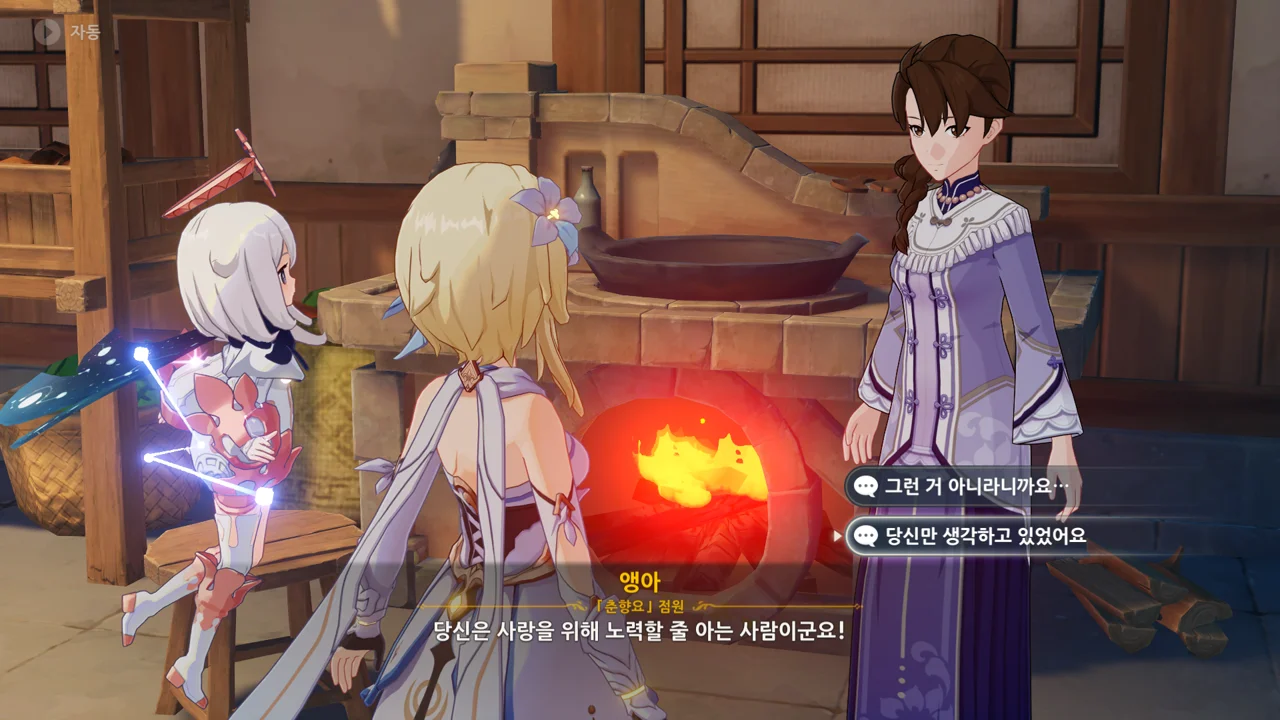 자동
그런 거 아니라니까요…
당신만 생각하고 있었어요
앵아
「춘향요」 점원
당신은 사랑을 위해 노력할 줄 아는 사람이군요!